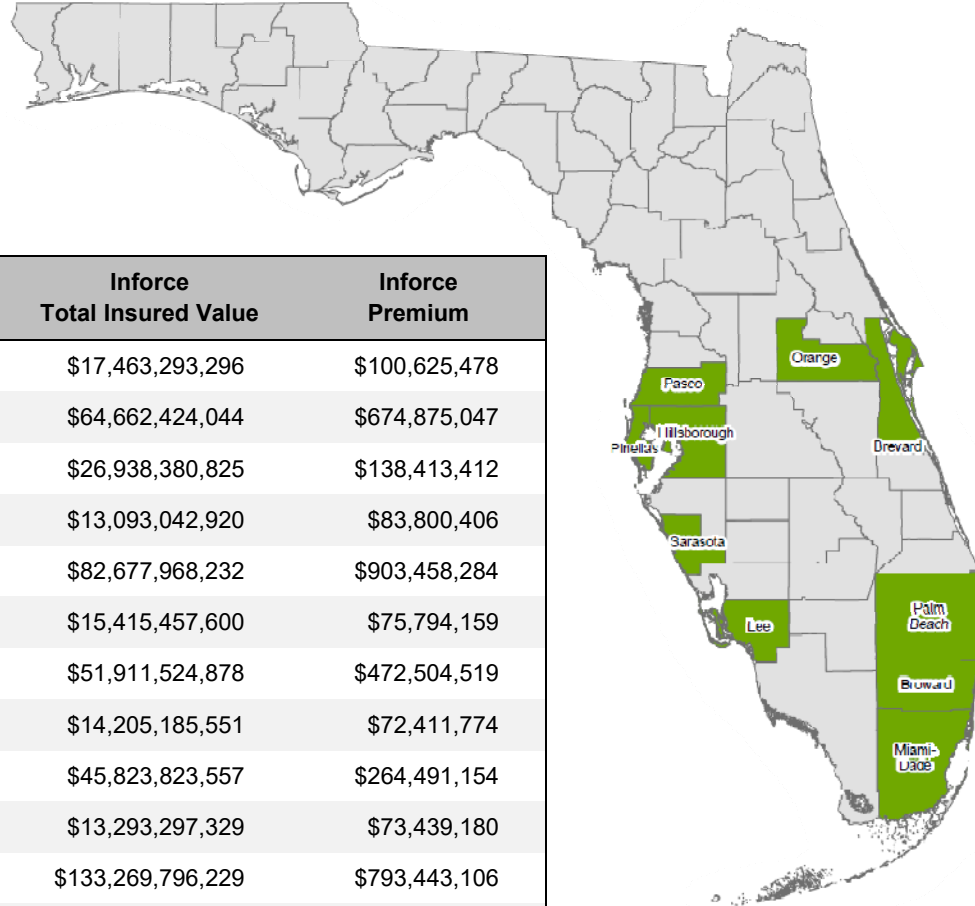 Inforce Inforce
Total Insured Value Premium
$17,463,293,296 $100,625,478
$64,662,424,044 $674,875,047
$26,938,380,825 $138,413,412
$13,093,042,920 $83,800,406
$82,677,968,232 $903,458,284
$15,415,457,600 $75,794,159
$51,911,524,878 $472,504,519
$14,205,185,551 $72,411,774
$45,823,823,557 $264,491,154
$13,293,297,329 $73,439,180
$133,269,796,229 $793,443,106
Orange
Pasco
Hillsborough
Pinellas
Brevard
Sarasota
Lee
Palm
Beach
Broward
Miami-
Dade